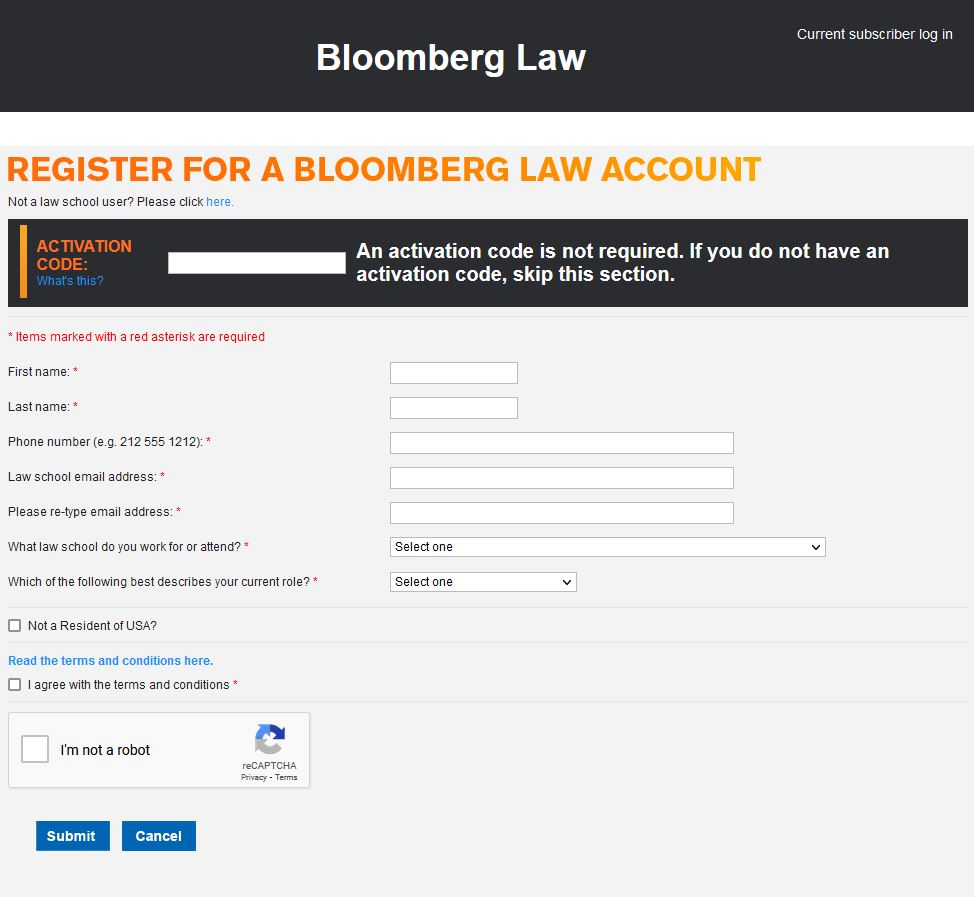 Current subscriber log in
Bloomberg Law
REGISTER FOR A BLOOMBERG LAW ACCOUNT
Not a law school user? Please click here.
ACTIVATION
CODE:
What's this?
An activation code is not required. If you do not have an
activation code, skip this section.
* Items marked with a red asterisk are required
First name: *
Last name: *
Phone number (e.g. 212 555 1212): *
Law school email address: *
Please re-type email address: *
What law school do you work for or attend? * Select one
Which of the following best describes your current role? * Select one
Not a Resident of USA?
Read the terms and conditions here.
I agree with the terms and conditions *
I'm not a robot
reCAPTCHA
Privacy - Terms
Submit Cancel